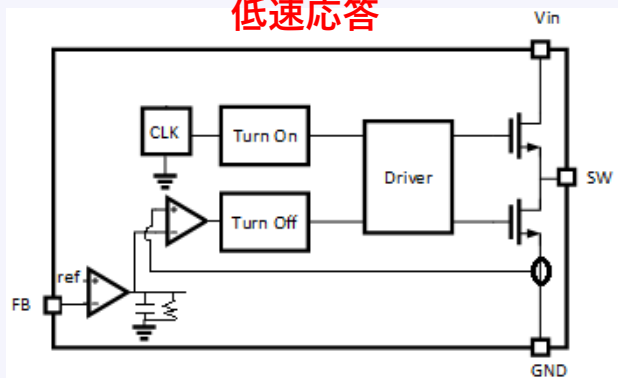 低速応答
Vin
CLK
Turn On
Driver
SW
+
Turn Off
-
ref
+
FB
-
GND